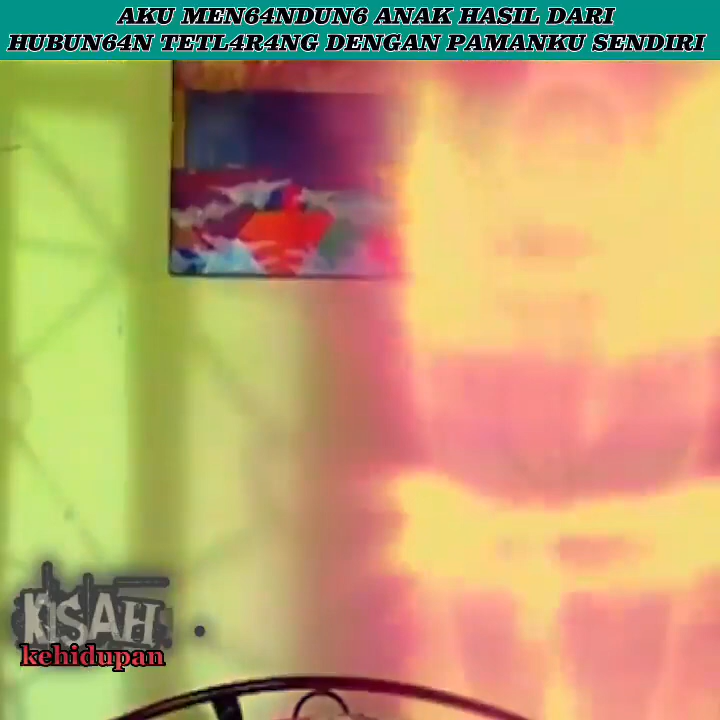 AKU MEN64NDUN6 ANAK HASIL DARI
HUBUN64N TETL4R4NG DENGAN PAMANKU SENDIRI
KISAH
kehidupan